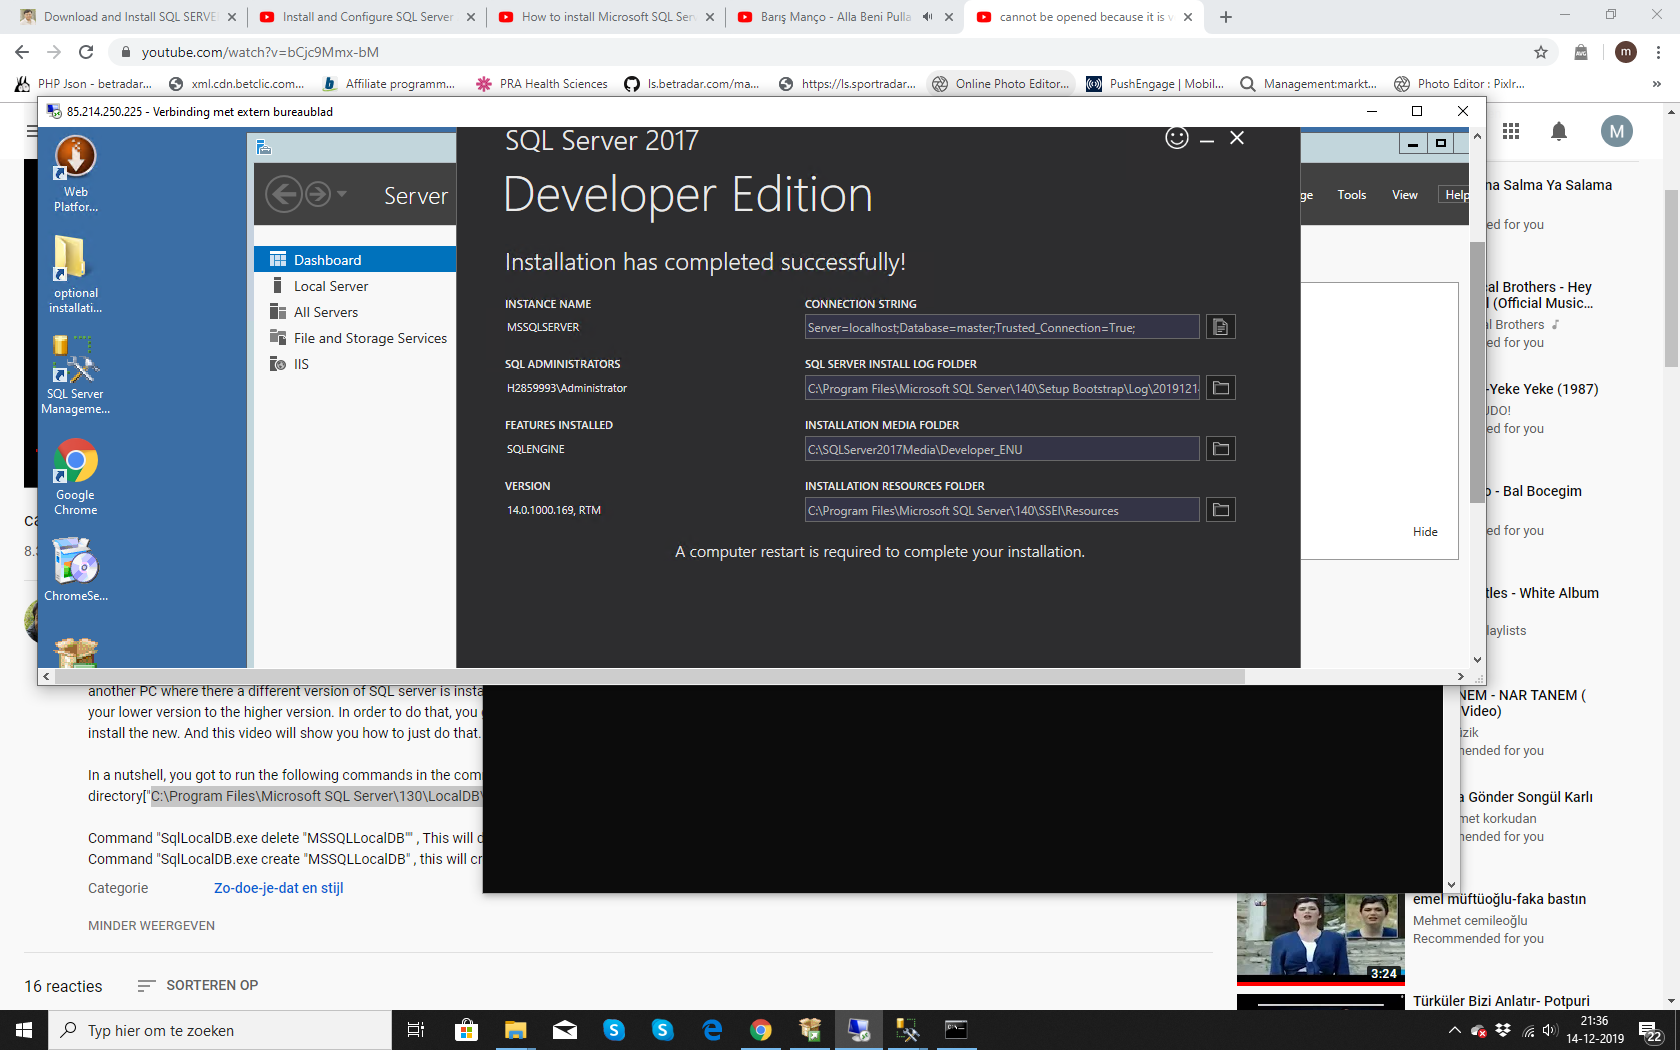 Download and Install SQL SERVE
Install and Configure SQL Server
How to install Microsoft SQL Ser
Barış Manço - Alla Beni Pulla
cannot be opened because it is v
youtube.com/watch?v=bCjc9Mmx-bM
AVG
m
PHP Json - betradar...
xml.cdn.betclic.com...
Affiliate programm...
PRA Health Sciences
ls.betradar.com/ma...
https://ls.sportradar...
Online Photo Editor...
PushEngage | Mobil...
Management:markt...
Photo Editor : Pixlr...
85.214.250.225 - Verbinding met extern bureaublad
M
Web
Platfor...
optional
installati...
SQL Server
Manageme...
Google
Chrome
ChromeSe...
Server
ge
Tools
View
Help
Dashboard
Local Server
All Servers
File and Storage Services
IIS
Hide
SQL Server 2017
Developer Edition
Installation has completed successfully!
INSTANCE NAME
MSSQLSERVER
SQL ADMINISTRATORS
H2859993\Administrator
FEATURES INSTALLED
SQLENGINE
VERSION
14.0.1000.169, RTM
CONNECTION STRING
Server=localhost;Database=master;Trusted_Connection=True;
SQL SERVER INSTALL LOG FOLDER
C:\Program Files\Microsoft SQL Server\140\Setup Bootstrap\Log\2019121
INSTALLATION MEDIA FOLDER
C:\SQLServer2017Media\Developer_ENU
INSTALLATION RESOURCES FOLDER
C:\Program Files\Microsoft SQL Server\140\SSEI\Resources
A computer restart is required to complete your installation.
na Salma Ya Salama
ed for you
al Brothers - Hey
l (Official Music...
al Brothers
ed for you
-Yeke Yeke (1987)
UDO!
ed for you
o - Bal Bocegim
ed for you
tles - White Album
laylists
NEM - NAR TANEM (
Video)
üzik
nended for you
a Gönder Songül Karlı
met korkudan
nended for you
emel müftüoğlu-faka bastın
Mehmet cemileoğlu
Recommended for you
3:24
Türküler Bizi Anlatır- Potpuri
another PC where there a different version of SQL server is insta
your lower version to the higher version. In order to do that, you
install the new. And this video will show you how to just do that.
In a nutshell, you got to run the following commands in the com
directory["C:\Program Files\Microsoft SQL Server\130\LocalDB\
Command "SqlLocalDB.exe delete "MSSQLLocalDB"" , This will d
Command "SqlLocalDB.exe create "MSSQLLocalDB" , this will cr
Categorie
Zo-doe-je-dat en stijl
MINDER WEERGEVEN
16 reacties
SORTEREN OP
Typ hier om te zoeken
21:36
14-12-2019
22